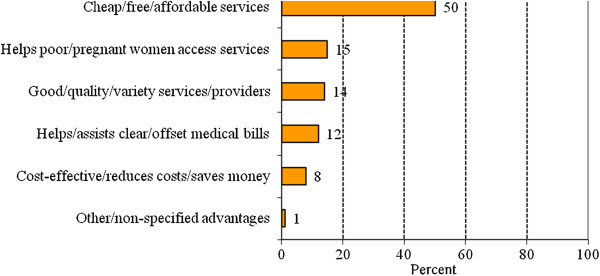 Cheap/free/affordable services 50
Helps poor/pregnant women access services 15
Good/quality/variety services/providers 14
Helps/assists clear/offset medical bills 12
Cost-effective/reduces costs/saves money 8
Other/non-specified advantages 1
0 20 40 60 80 100
Percent